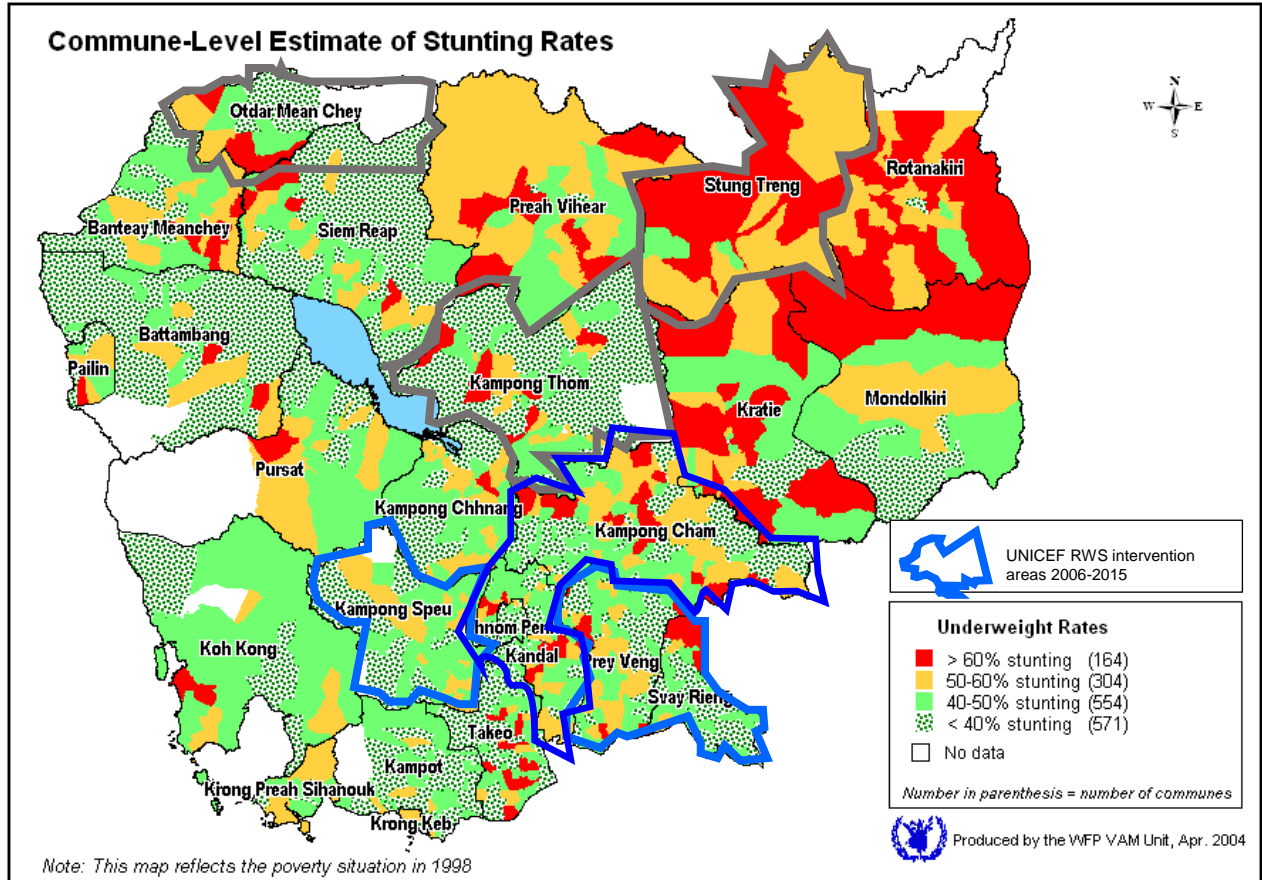 Commune-Level Estimate of Stunting Rates
N
W E
S
Otdar Mean Chey
Stung Treng
Rotanakiri
Preah Vihear
Banteay Meanchey
Siem Reap
Battambang
Pailin
Kampong Thom
Mondolkiri
Kratie
Pursat
Kampong Chhnang
Kampong Cham
Kampong Speu
hnom Pen
Kandal
rey Veng
Koh Kong
Svay Rieng
Takeo
Kampot
Krong Preah Sihanouk
Krong Keb
UNICEF RWS intervention
areas 2006-2015
Underweight Rates
> 60% stunting (164)
50-60% stunting (304)
40-50% stunting (554)
< 40% stunting (571)
No data
Number in parenthesis = number of communes
Produced by the WFP VAM Unit, Apr. 2004
Note: This map reflects the poverty situation in 1998